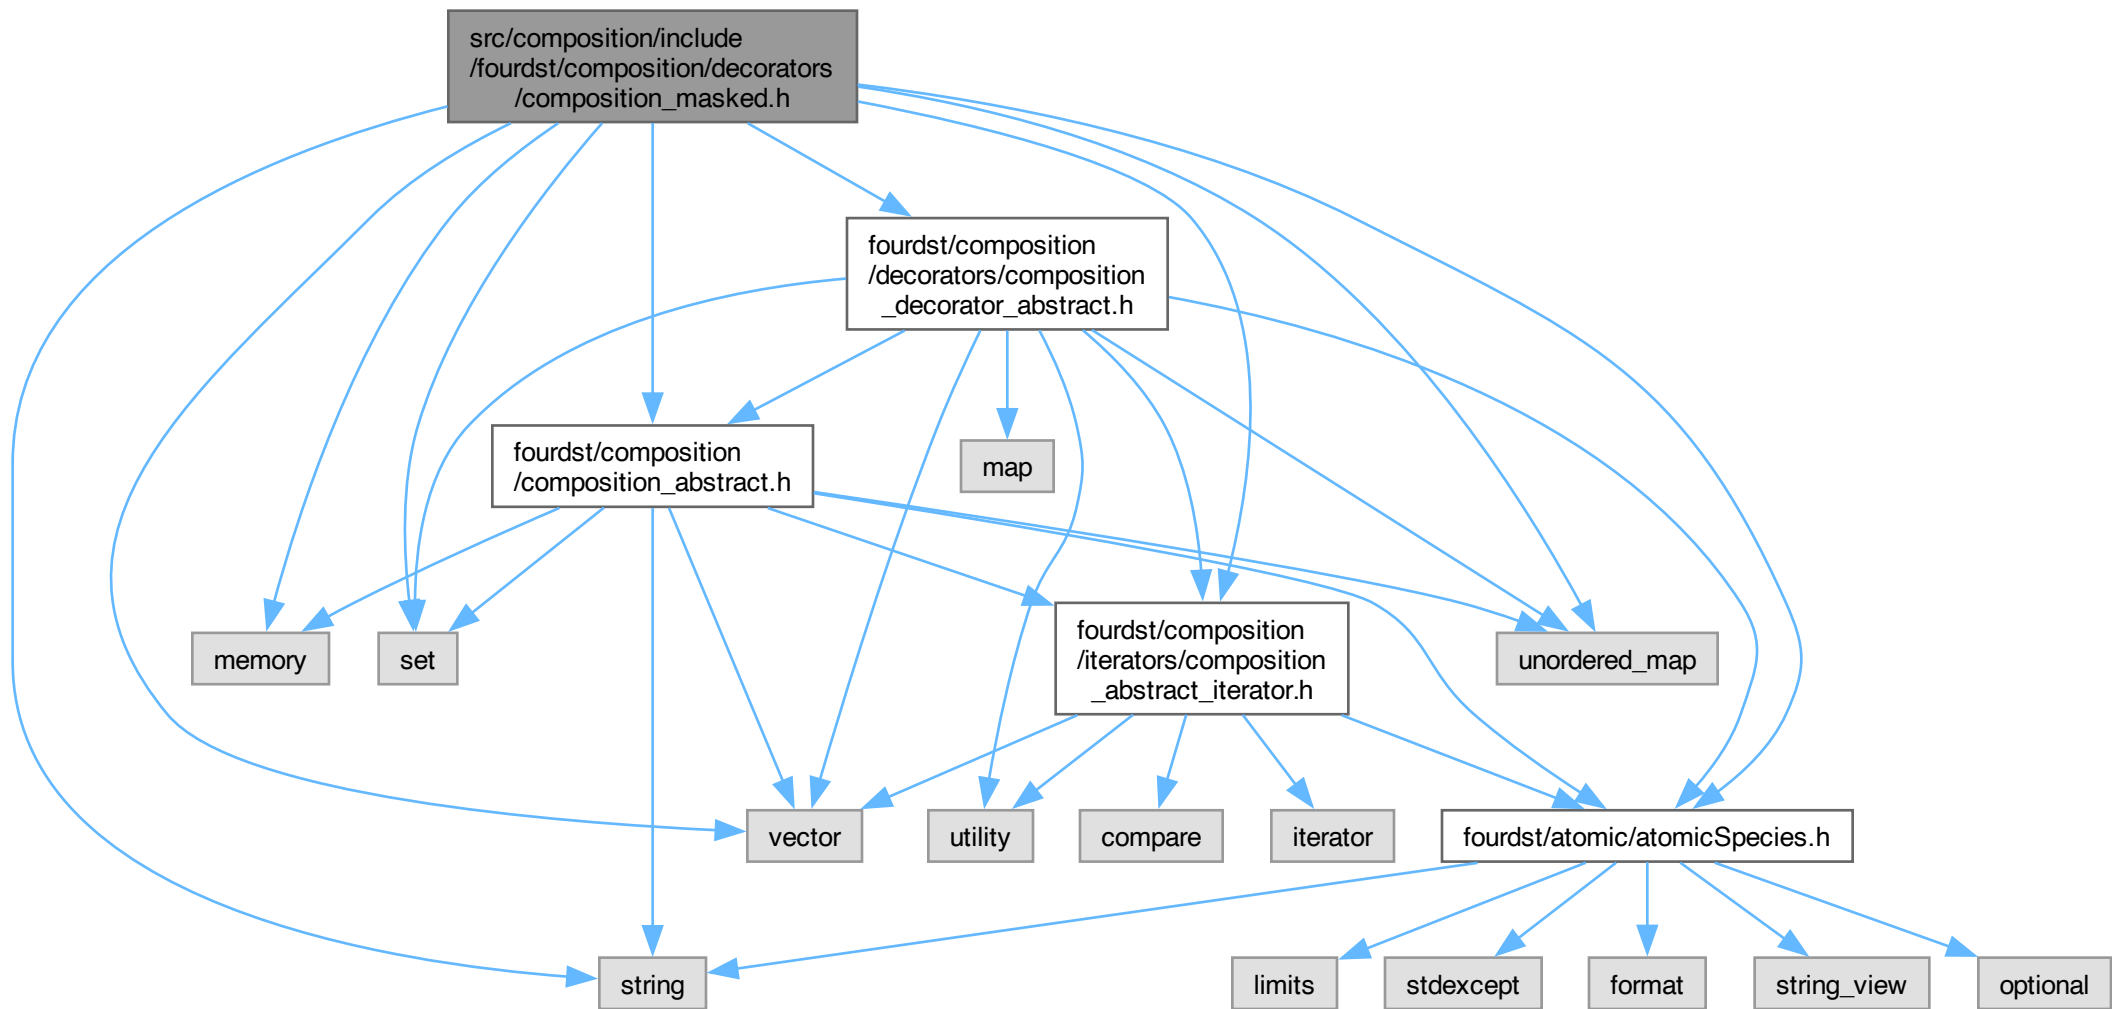 src/composition/include
/fourdst/composition/decorators
/composition_masked.h
fourdst/composition
/decorators/composition
_decorator_abstract.h
fourdst/composition
/composition_abstract.h
map
memory
set
fourdst/composition
/iterators/composition
_abstract_iterator.h
unordered_map
vector
utility
compare
iterator
fourdst/atomic/atomicSpecies.h
string
limits
stdexcept
format
string_view
optional